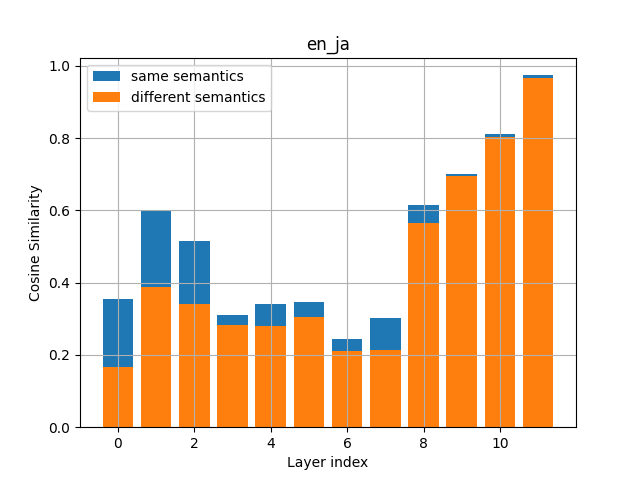 en_ja
same semantics
different semantics
1.0
0.8
0.6
0.4
0.2
0.0
Cosine Similarity
0 2 4 6 8 10
Layer index